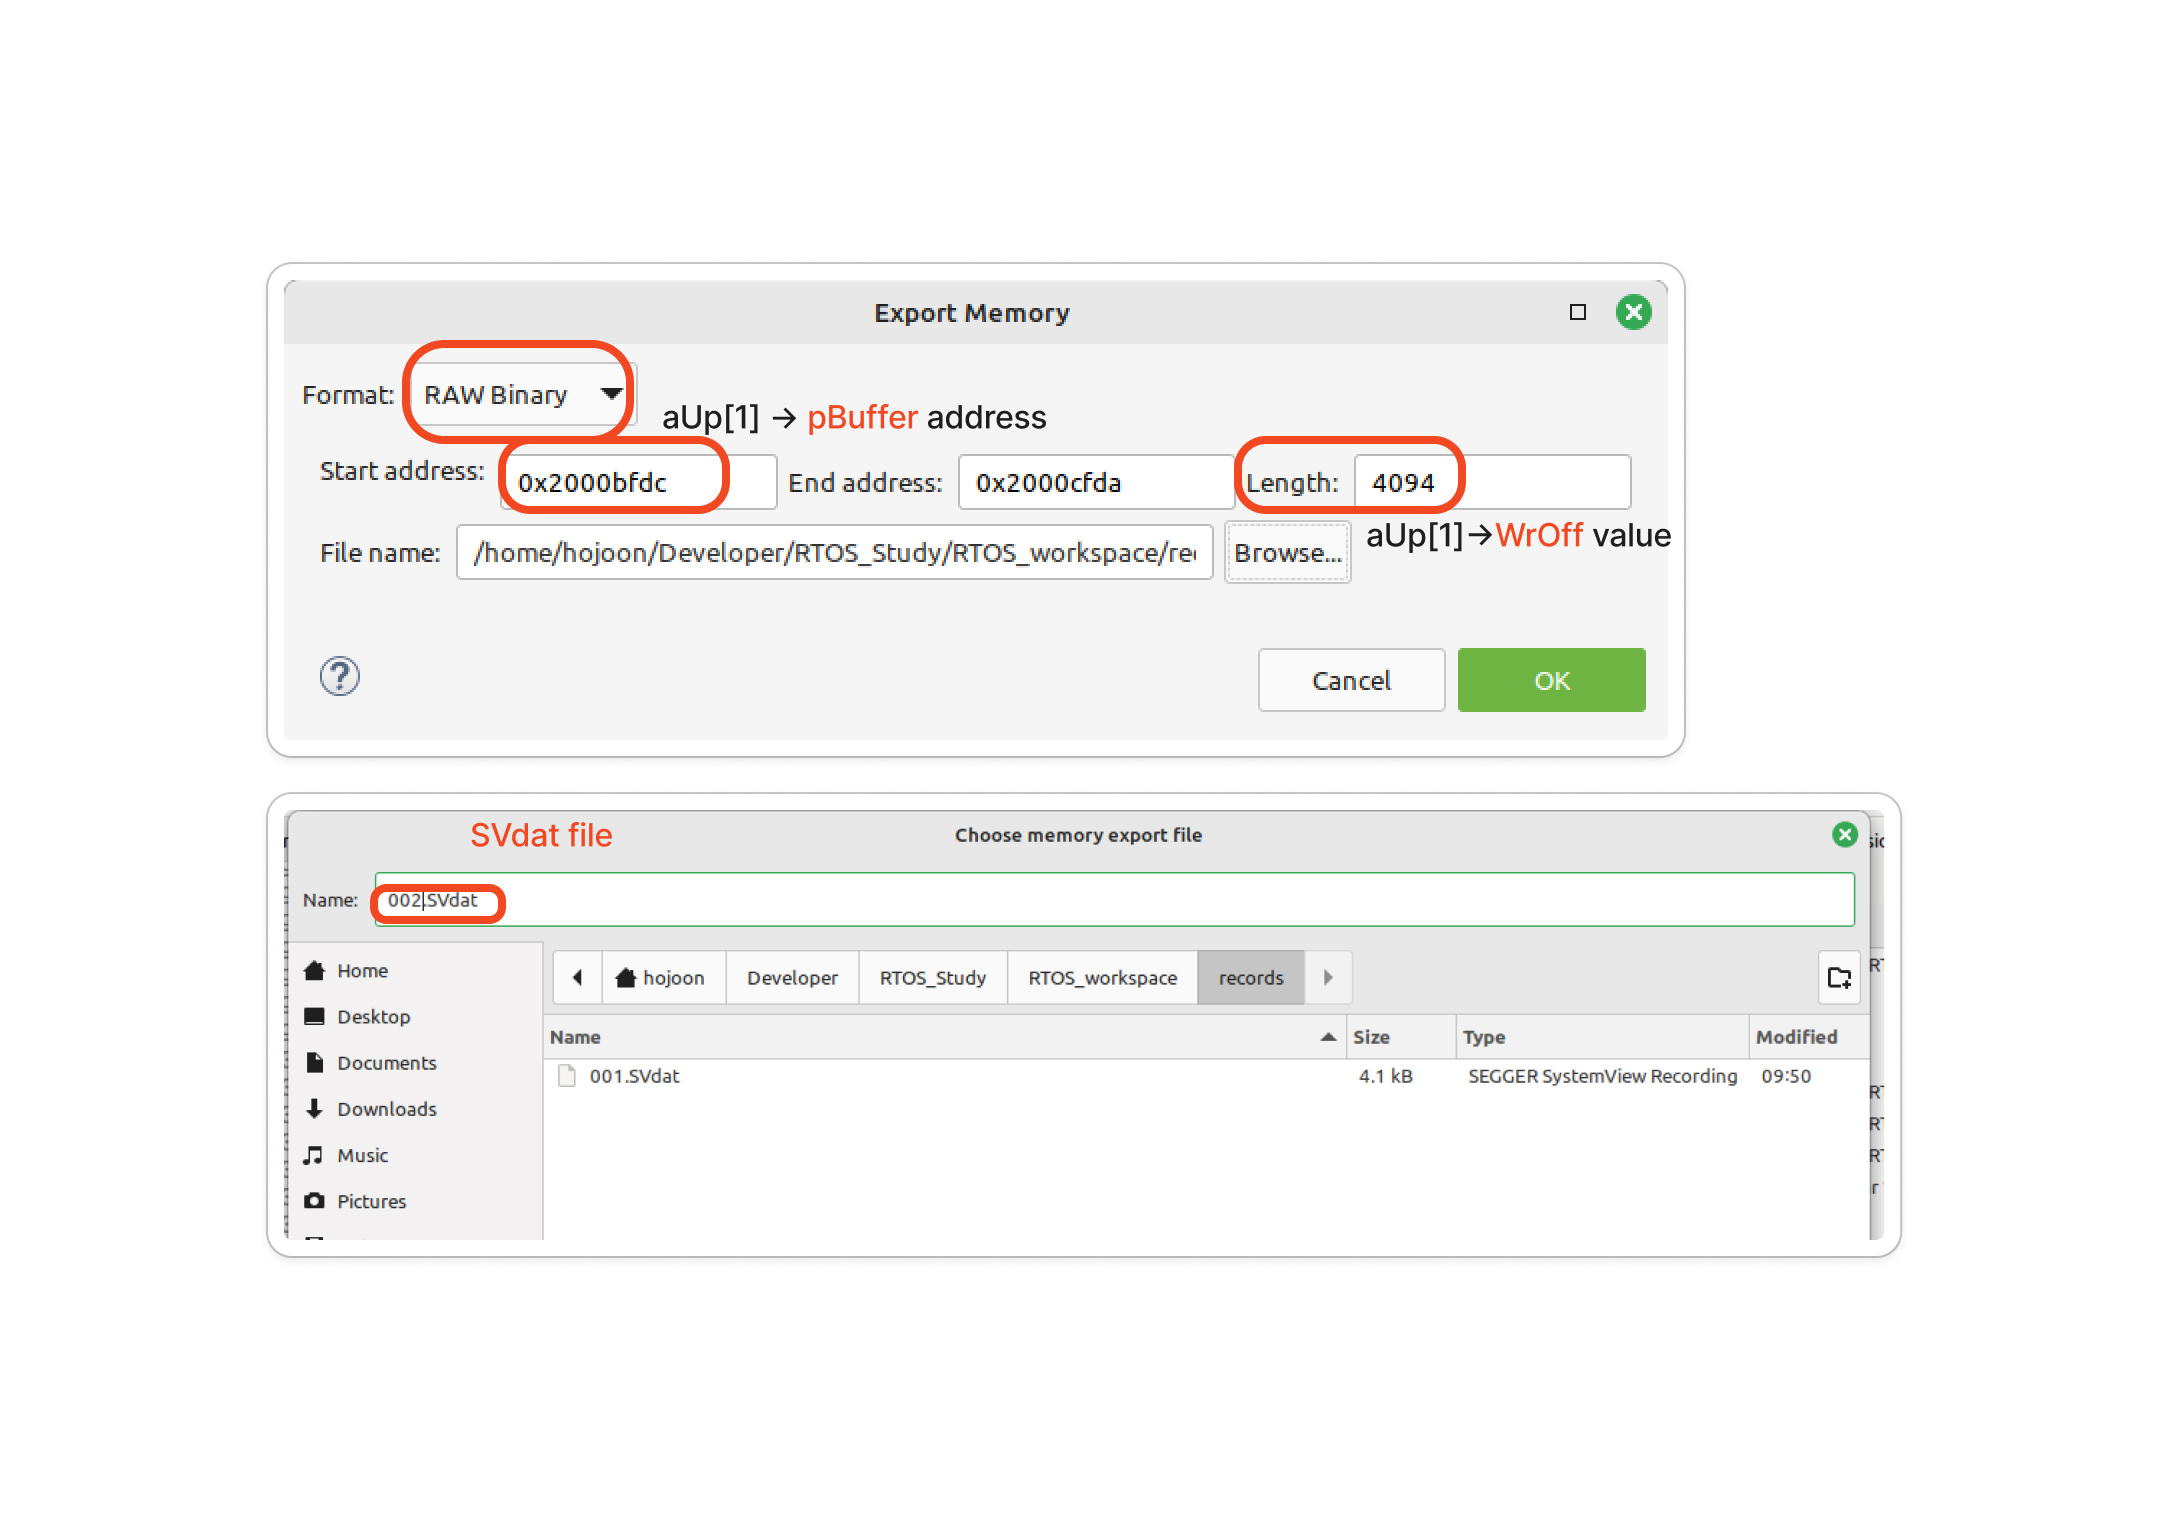 Export Memory
Format: RAW Binary
aUp[1] → pBuffer address
Start address: 0x2000bfdc End address: 0x2000cfda Length: 4094
aUp[1]→WrOff value
File name: /home/hojoon/Developer/RTOS_Study/RTOS_workspace/re Browse...
?
Cancel OK
SVdat file
Choose memory export file
Name: 002.SVdat
Home
Desktop
Documents
Downloads
Music
Pictures
hojoon Developer RTOS_Study RTOS_workspace records
Name Size Type Modified
001.SVdat 4.1 kB SEGGER SystemView Recording 09:50